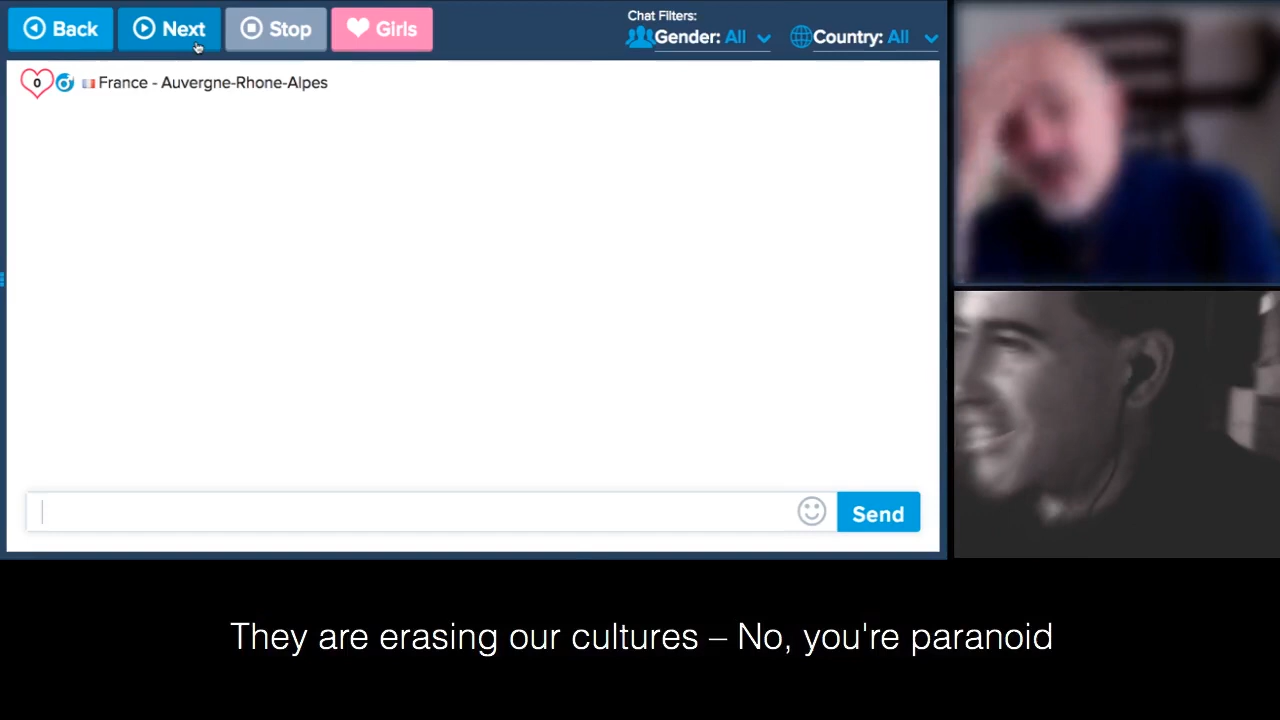 Back Next Stop Girls
Chat Filters:
Gender: All Country: All
0 France - Auvergne-Rhone-Alpes
Send
They are erasing our cultures – No, you're paranoid